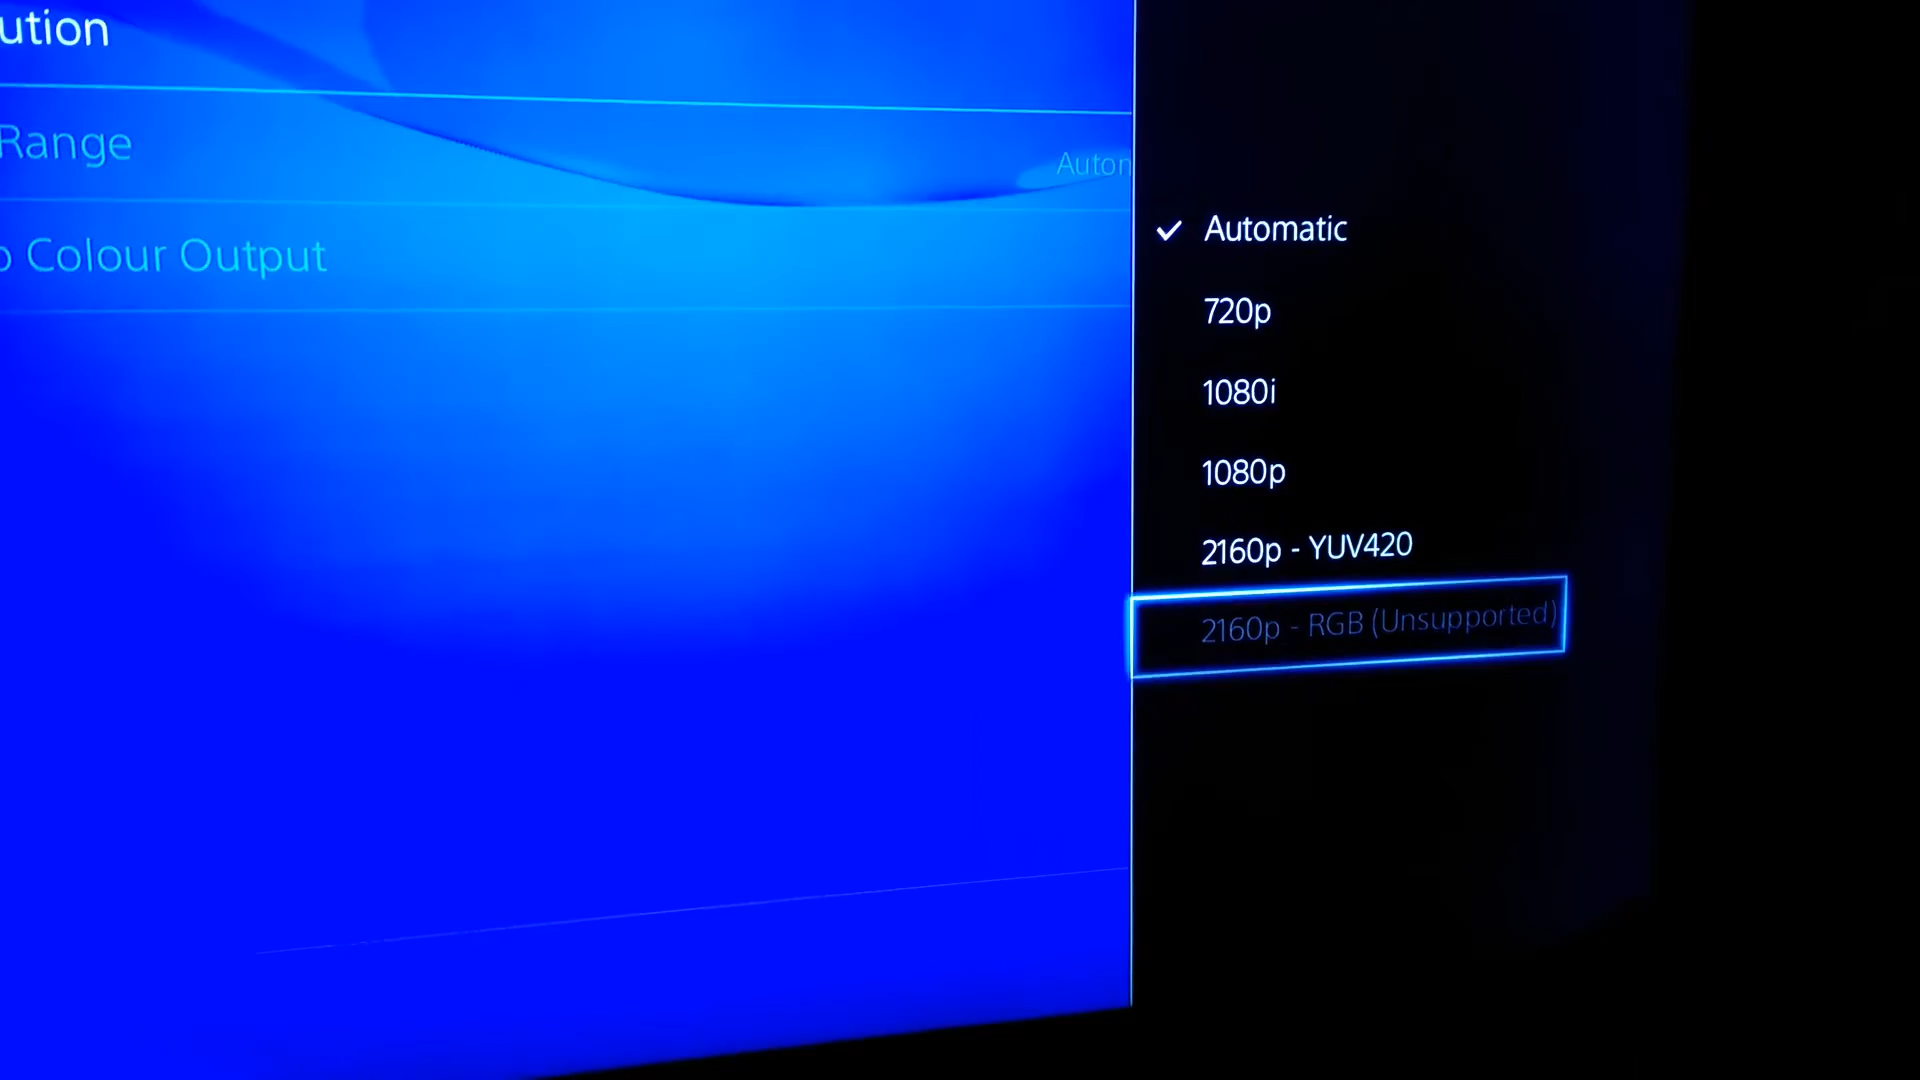 ution
Range
Auton
Colour Output
Automatic
720p
1080i
1080p
2160p - YUV420
2160p - RGB (Unsupported)